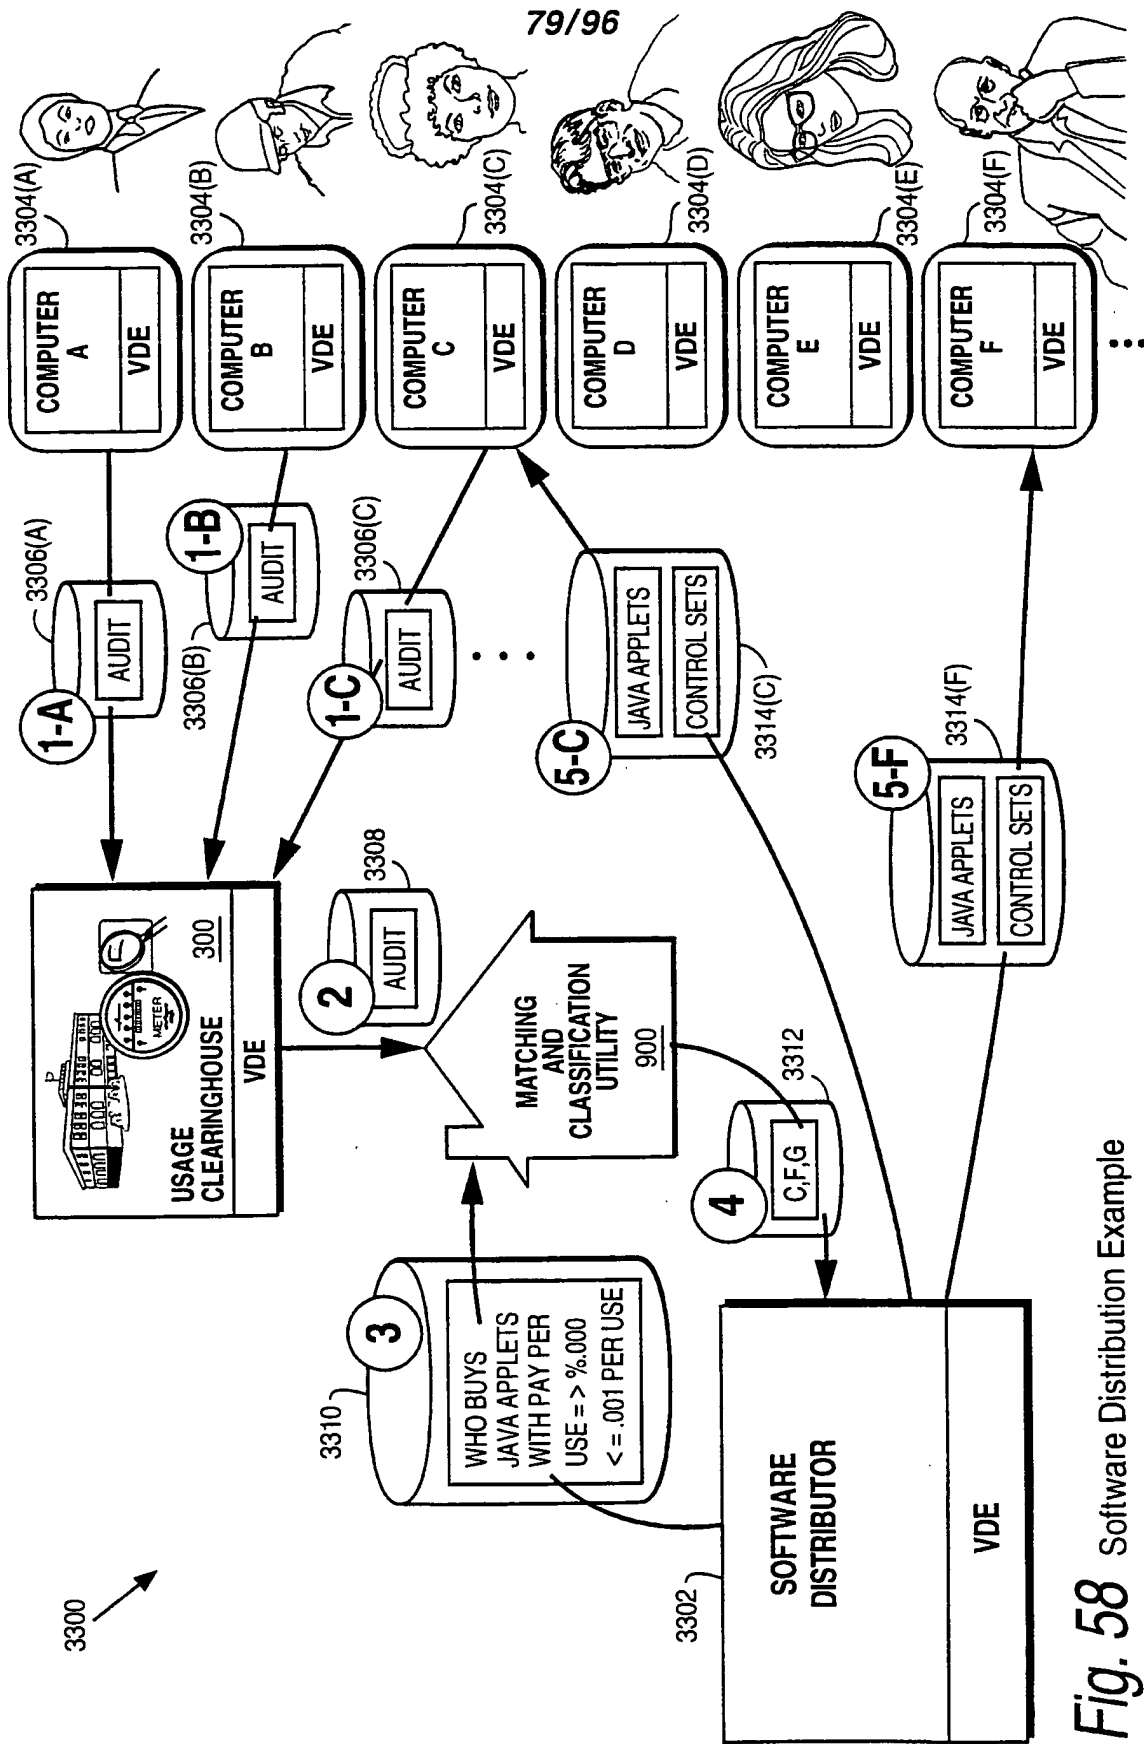 79/96
3300
USAGE
CLEARINGHOUSE
300
METER
VDE
1-A
AUDIT
3306(A)
COMPUTER
A
VDE
3304(A)
1-B
AUDIT
3306(B)
COMPUTER
B
VDE
3304(B)
1-C
AUDIT
3306(C)
COMPUTER
C
VDE
3304(C)
COMPUTER
D
VDE
3304(D)
COMPUTER
E
VDE
3304(E)
COMPUTER
F
VDE
3304(F)
2
AUDIT
3308
MATCHING
AND
CLASSIFICATION
UTILITY
900
3310
3
WHO BUYS
JAVA APPLETS
WITH PAY PER
USE = > %.000
< = .001 PER USE
4
C,F,G
3312
5-C
JAVA APPLETS
CONTROL SETS
3314(C)
5-F
JAVA APPLETS
CONTROL SETS
3314(F)
3302
SOFTWARE
DISTRIBUTOR
VDE
Fig. 58 Software Distribution Example